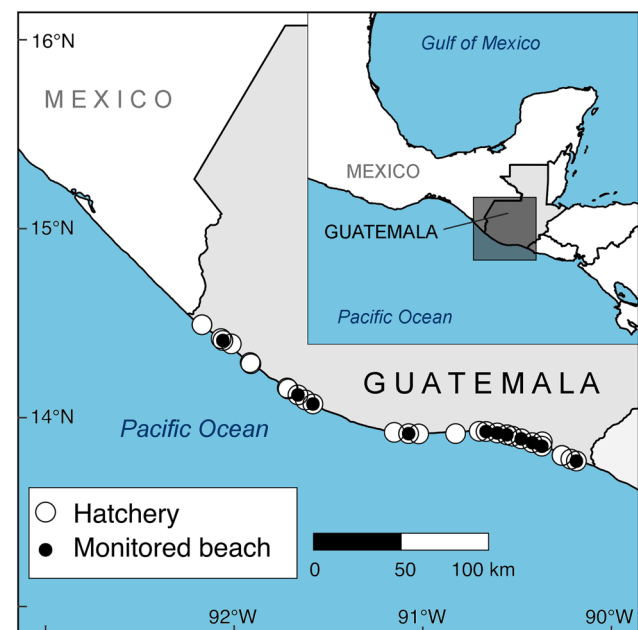 16°N
Gulf of Mexico
MEXICO
MEXICO
15°N
GUATEMALA
Pacific Ocean
GUATEMALA
14°N
Pacific Ocean
Hatchery
Monitored beach
0 50 100 km
92°W 91°W 90°W